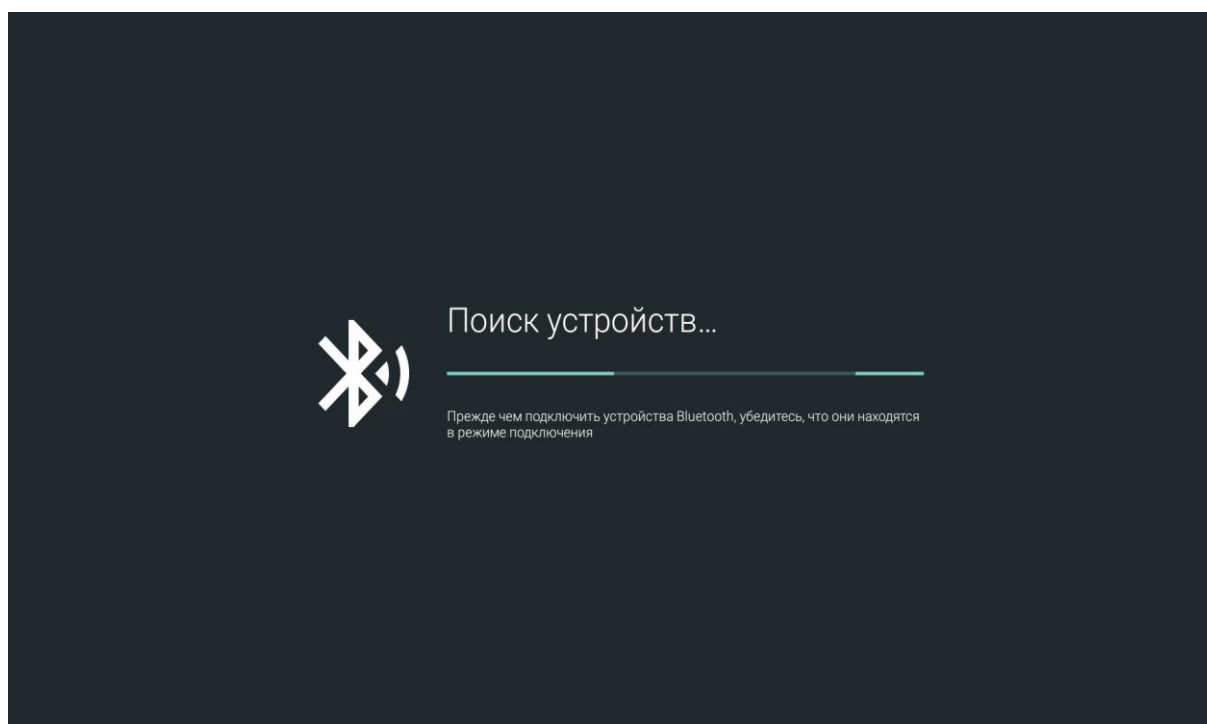 Поиск устройств...
Прежде чем подключить устройства Bluetooth, убедитесь, что они находятся
в режиме подключения